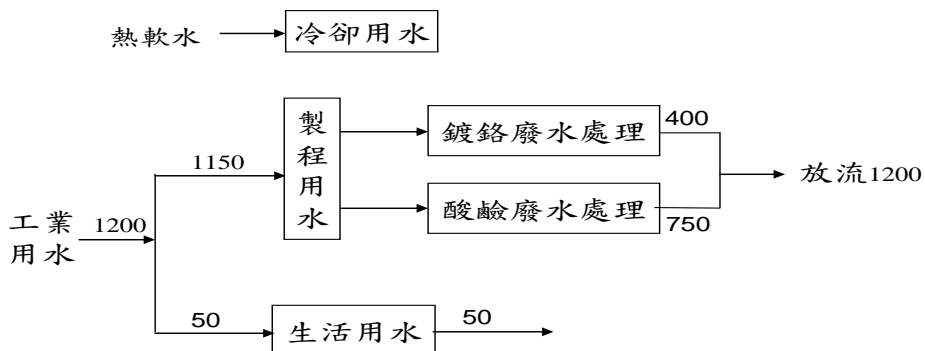 熱軟水
冷卻用水
工業
用水
1200
1150
製
程
用
水
鍍鉻廢水處理
400
酸鹼廢水處理
750
放流1200
50
生活用水
50